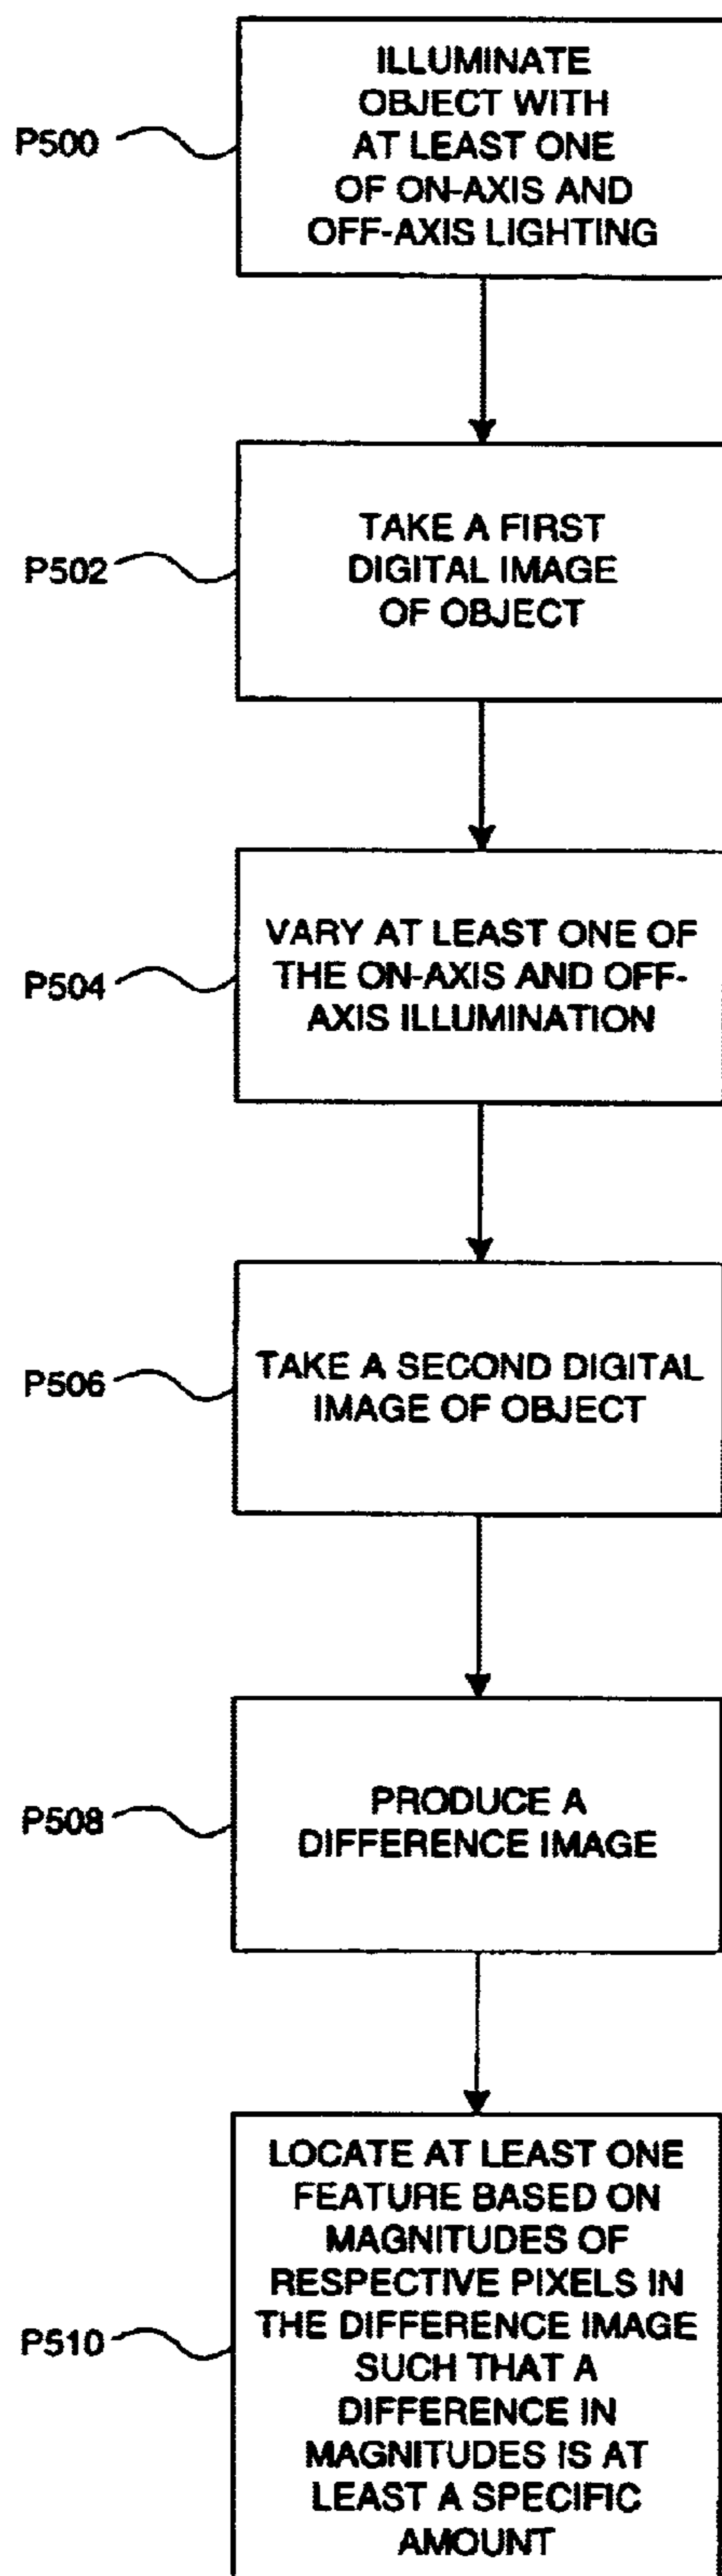 P500
ILLUMINATE
OBJECT WITH
AT LEAST ONE
OF ON-AXIS AND
OFF-AXIS LIGHTING
P502
TAKE A FIRST
DIGITAL IMAGE
OF OBJECT
P504
VARY AT LEAST ONE OF
THE ON-AXIS AND OFF-
AXIS ILLUMINATION
P506
TAKE A SECOND DIGITAL
IMAGE OF OBJECT
P508
PRODUCE A
DIFFERENCE IMAGE
P510
LOCATE AT LEAST ONE
FEATURE BASED ON
MAGNITUDES OF
RESPECTIVE PIXELS IN
THE DIFFERENCE IMAGE
SUCH THAT A
DIFFERENCE IN
MAGNITUDES IS AT
LEAST A SPECIFIC
AMOUNT